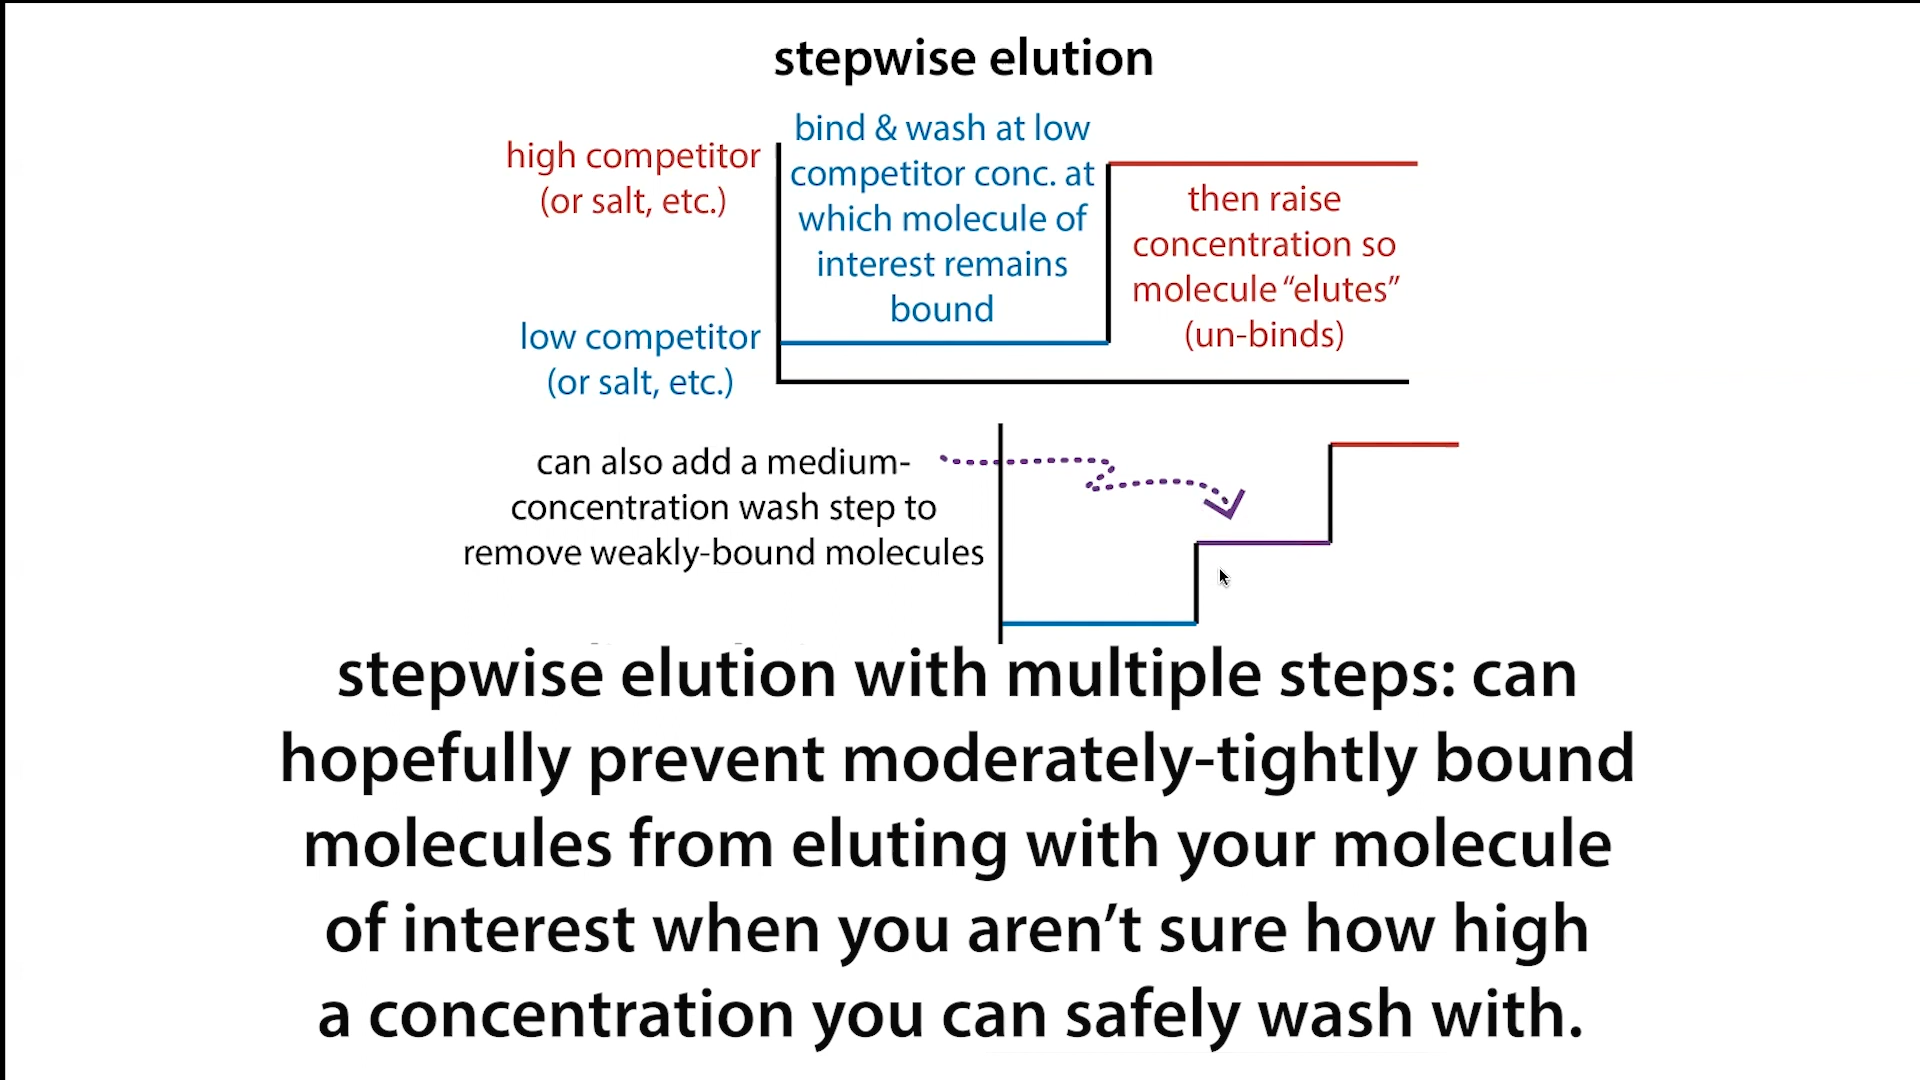 stepwise elution
high competitor
(or salt, etc.)
bind & wash at low
competitor conc. at
which molecule of
interest remains
bound
then raise
concentration so
molecule “elutes”
(un-binds)
low competitor
(or salt, etc.)
can also add a medium-
concentration wash step to
remove weakly-bound molecules
stepwise elution with multiple steps: can
hopefully prevent moderately-tightly bound
molecules from eluting with your molecule
of interest when you aren’t sure how high
a concentration you can safely wash with.